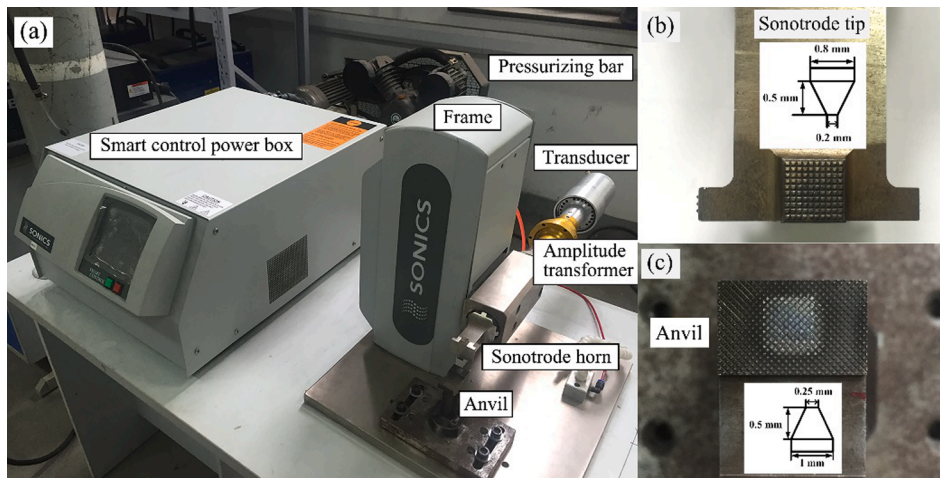 (a)
Pressurizing bar
Frame
Smart control power box
Transducer
SONICS
SONICS
Amplitude
transformer
Sonotrode horn
Anvil
(b)
Sonotrode tip
0.8 mm
0.5 mm
0.2 mm
(c)
Anvil
0.25 mm
0.5 mm
1 mm